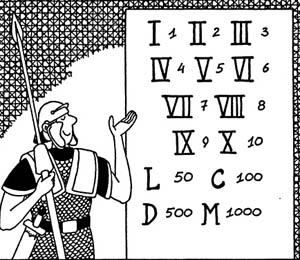 I 1 II 2 III 3
IV 4 V 5 VI 6
VII 7 VIII 8
IX 9 X 10
L 50 C 100
D 500 M 1000